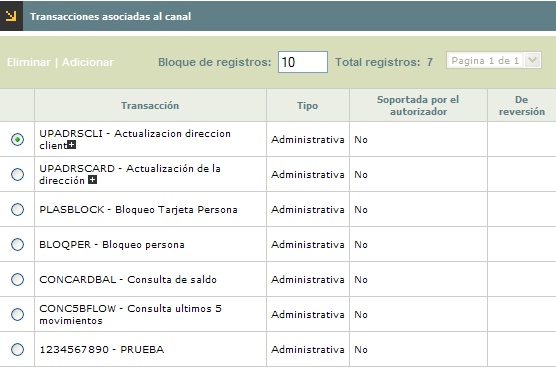 Transacciones asociadas al canal
Eliminar | Adicionar Bloque de registros: 10 Total registros: 7 Pagina 1 de 1
Transacción Tipo Soportada por el autorizador De reversión
UPADRSCLI - Actualizacion direccion
client Administrativa No
UPADRSCARD - Actualización de la
dirección Administrativa No
PLASBLOCK - Bloqueo Tarjeta Persona Administrativa No
BLOQPER - Bloqueo persona Administrativa No
CONCARDBAL - Consulta de saldo Administrativa No
CONC5BFLOW - Consulta ultimos 5
movimientos Administrativa No
1234567890 - PRUEBA Administrativa No